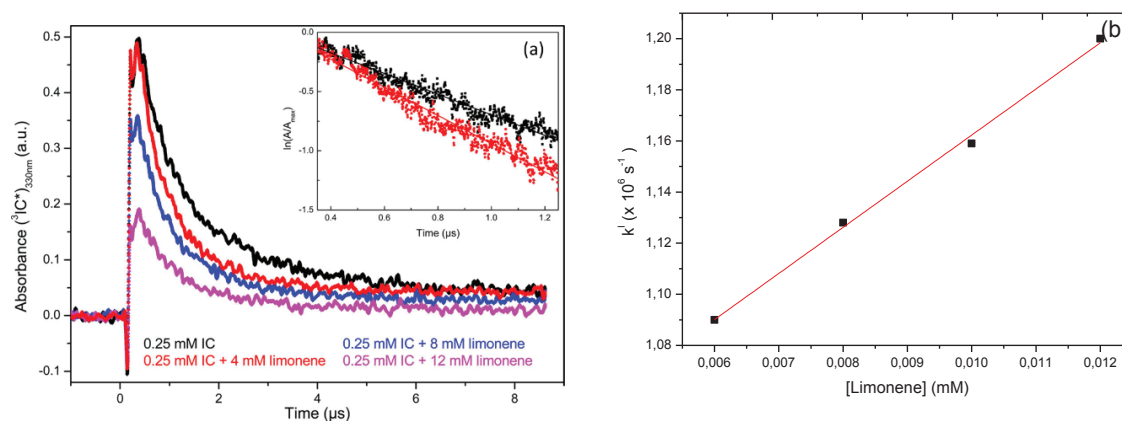 (a)
0.5
0.4
0.3
0.2
0.1
0.0
-0.1
Absorbance (³IC*)330nm (a.u.)
0 2 4 6 8
Time (µs)
0.0
-0.5
-1.0
-1.5
ln(A/Amax)
0.4 0.6 0.8 1.0 1.2
Time (µs)
0.25 mM IC
0.25 mM IC + 4 mM limonene
0.25 mM IC + 8 mM limonene
0.25 mM IC + 12 mM limonene
(b)
1,20
1,18
1,16
1,14
1,12
1,10
1,08
k^I (x 10⁶ s⁻¹)
0,006 0,007 0,008 0,009 0,010 0,011 0,012
[Limonene] (mM)